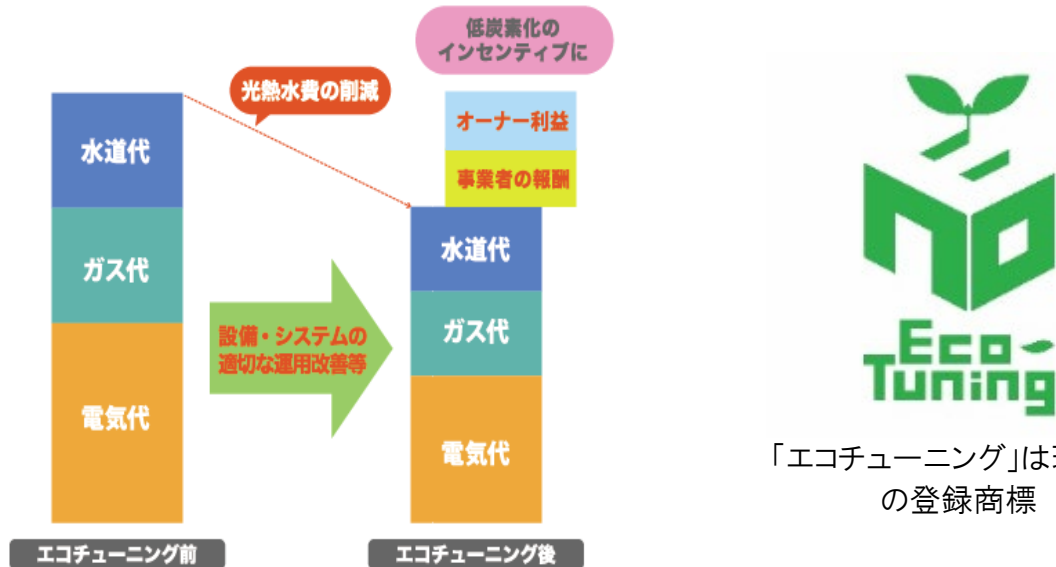 低炭素化の
インセンティブに
光熱水費の削減
オーナー利益
事業者の報酬
水道代
ガス代
電気代
設備・システムの
適切な運用改善等
水道代
ガス代
電気代
エコチューニング前
エコチューニング後
Eco-
Tuning
「エコチューニング」は
の登録商標